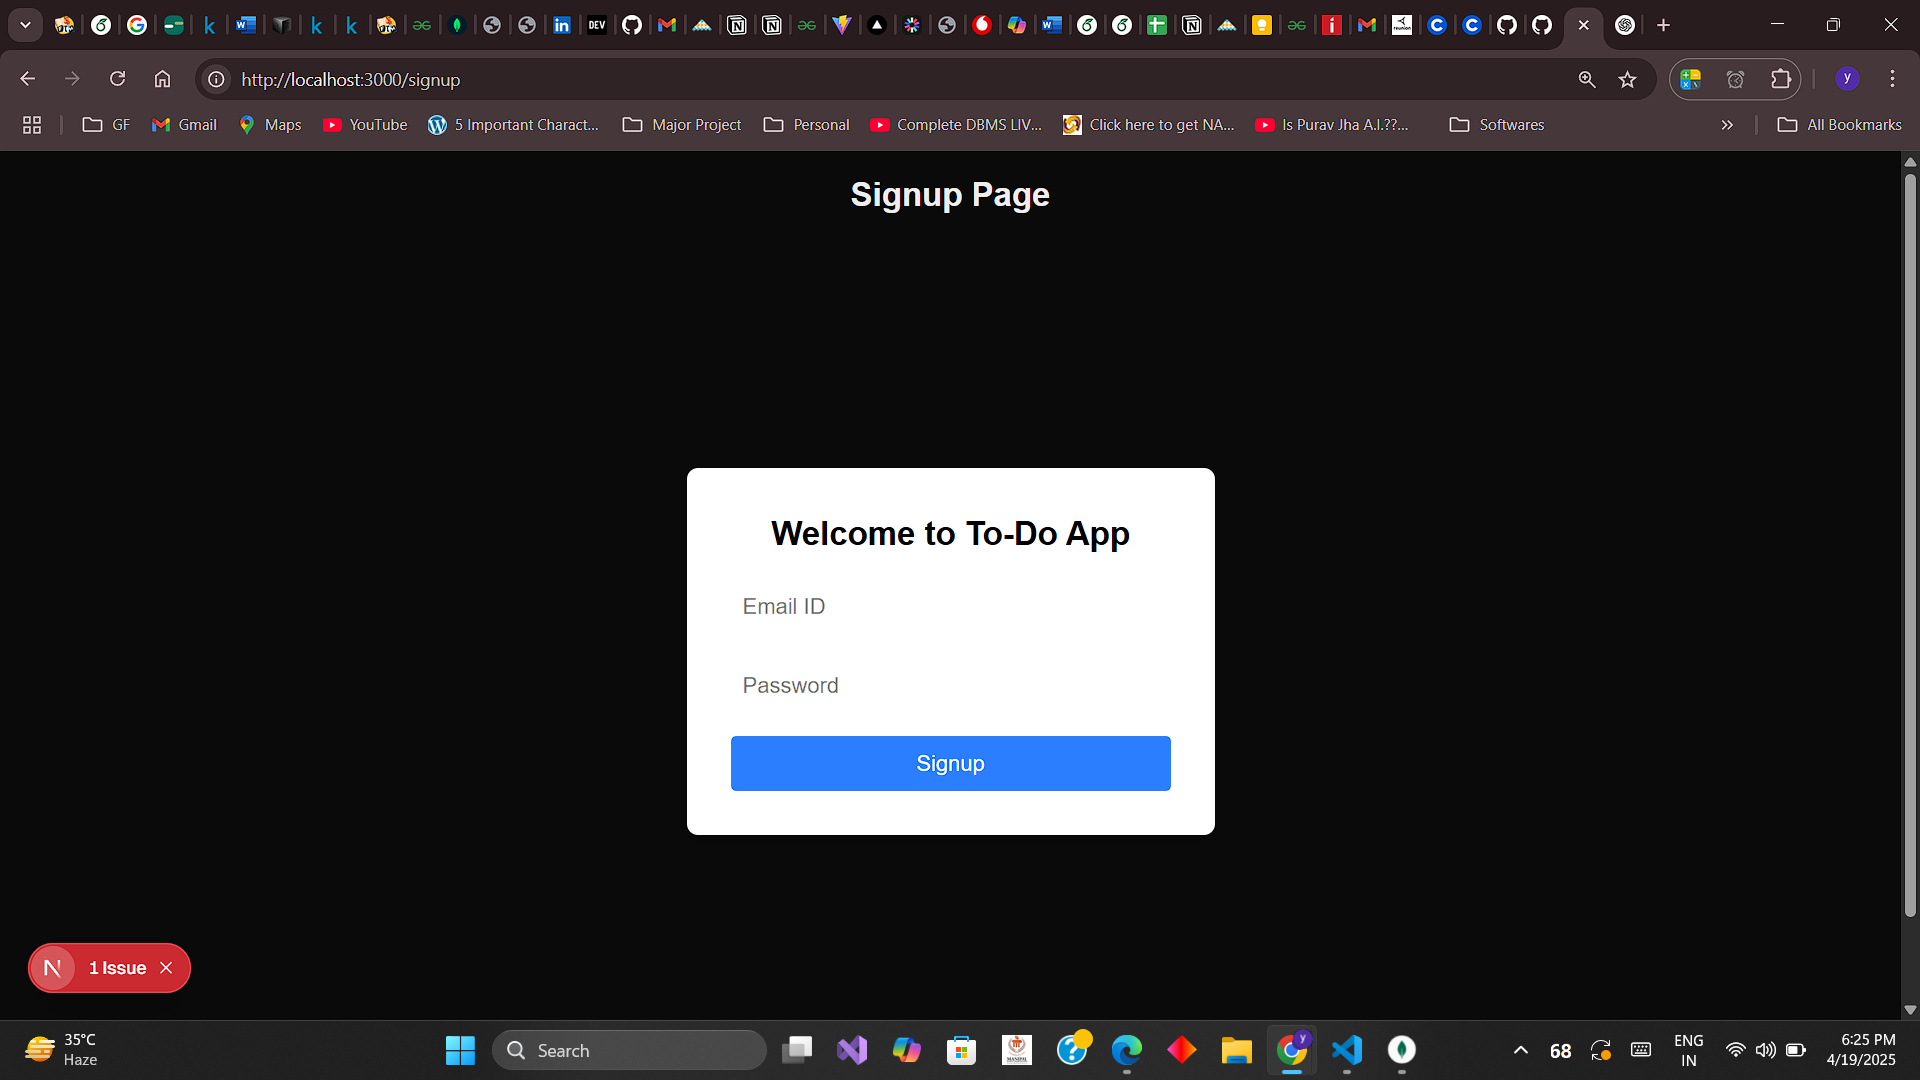 DEV
http://localhost:3000/signup
y
GF
Gmail
Maps
YouTube
5 Important Charact...
Major Project
Personal
Complete DBMS LIV...
Click here to get NA...
Is Purav Jha A.I.??...
Softwares
All Bookmarks
Signup Page
Welcome to To-Do App
Email ID
Password
Signup
N
1 Issue
35°C
Haze
Search
y
68
ENG
IN
6:25 PM
4/19/2025